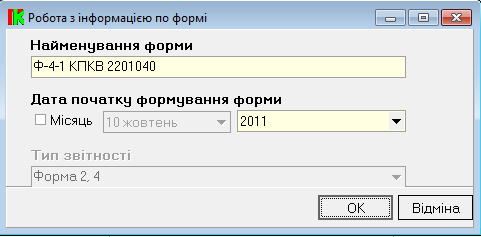 Робота з інформацією по формі
Найменування форми
Ф-4-1 КПКВ 2201040
Дата початку формування форми
Місяць 10 жовтень 2011
Тип звітності
Форма 2, 4
OK Відміна